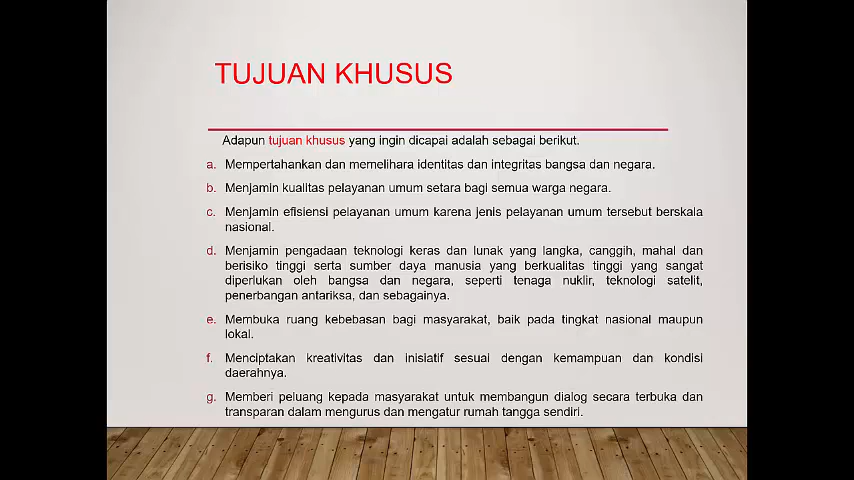 TUJUAN KHUSUS
Adapun tujuan khusus yang ingin dicapai adalah sebagai berikut.
a. Mempertahankan dan memelihara identitas dan integritas bangsa dan negara.
b. Menjamin kualitas pelayanan umum setara bagi semua warga negara.
c. Menjamin efisiensi pelayanan umum karena jenis pelayanan umum tersebut berskala
nasional.
d. Menjamin pengadaan teknologi keras dan lunak yang langka, canggih, mahal dan
berisiko tinggi serta sumber daya manusia yang berkualitas tinggi yang sangat
diperlukan oleh bangsa dan negara, seperti tenaga nuklir, teknologi satelit,
penerbangan antariksa, dan sebagainya.
e. Membuka ruang kebebasan bagi masyarakat, baik pada tingkat nasional maupun
lokal.
f. Menciptakan kreativitas dan inisiatif sesuai dengan kemampuan dan kondisi
daerahnya.
g. Memberi peluang kepada masyarakat untuk membangun dialog secara terbuka dan
transparan dalam mengurus dan mengatur rumah tangga sendiri.